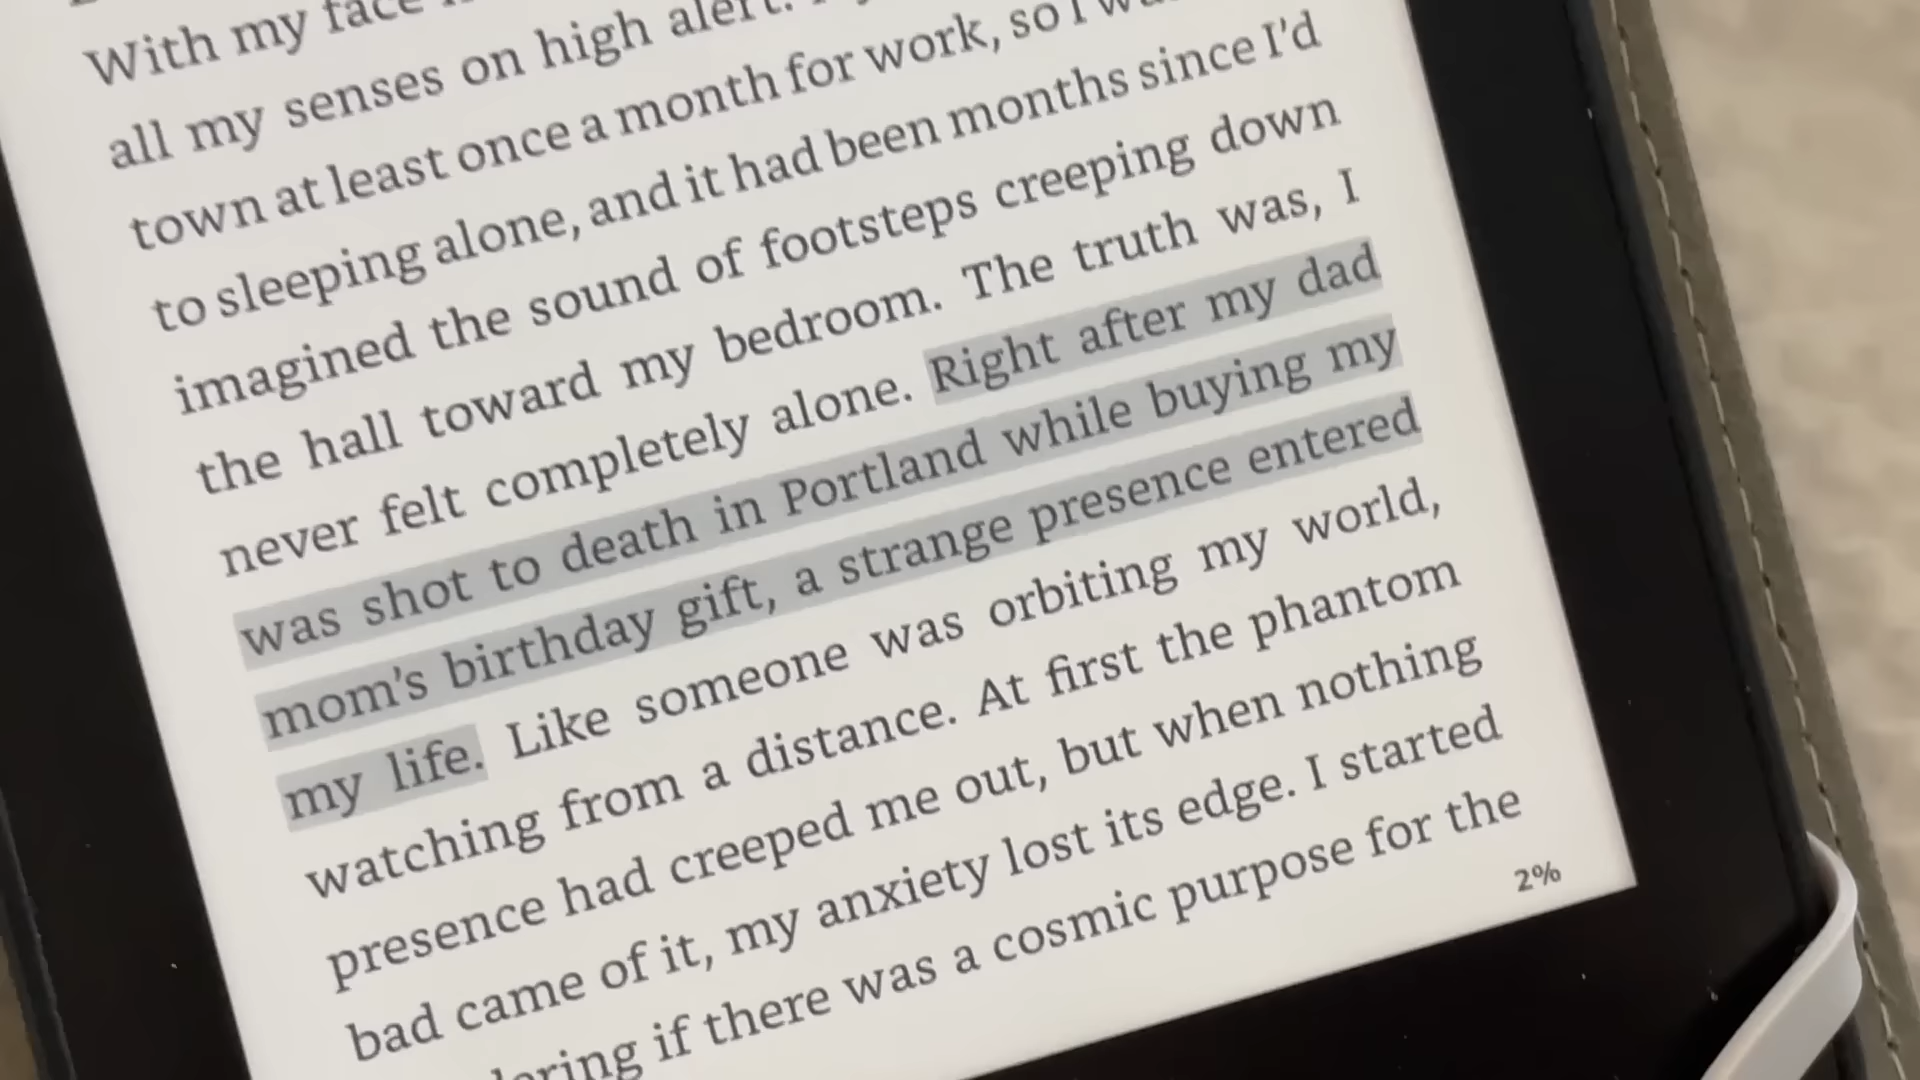 With my face
all my senses on high alert.
town at least once a month for work, so I
to sleeping alone, and it had been months since I'd
imagined the sound of footsteps creeping down
the hall toward my bedroom. The truth was, I
never felt completely alone. Right after my dad
was shot to death in Portland while buying my
mom's birthday gift, a strange presence entered
my life. Like someone was orbiting my world,
watching from a distance. At first the phantom
presence had creeped me out, but when nothing
bad came of it, my anxiety lost its edge. I started
if there was a cosmic purpose for the
2%